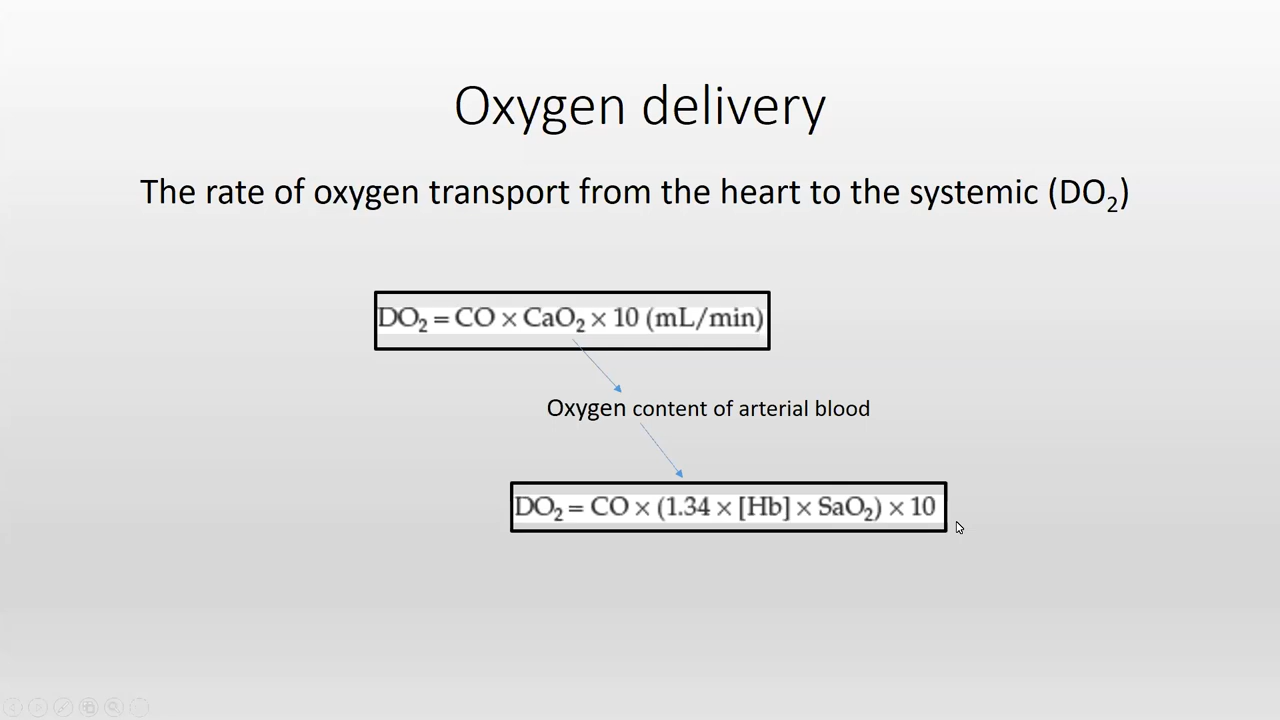 Oxygen delivery
The rate of oxygen transport from the heart to the systemic (DO₂)
DO₂ = CO × CaO₂ × 10 (mL/min)
Oxygen content of arterial blood
DO₂ = CO × (1.34 × [Hb] × SaO₂) × 10